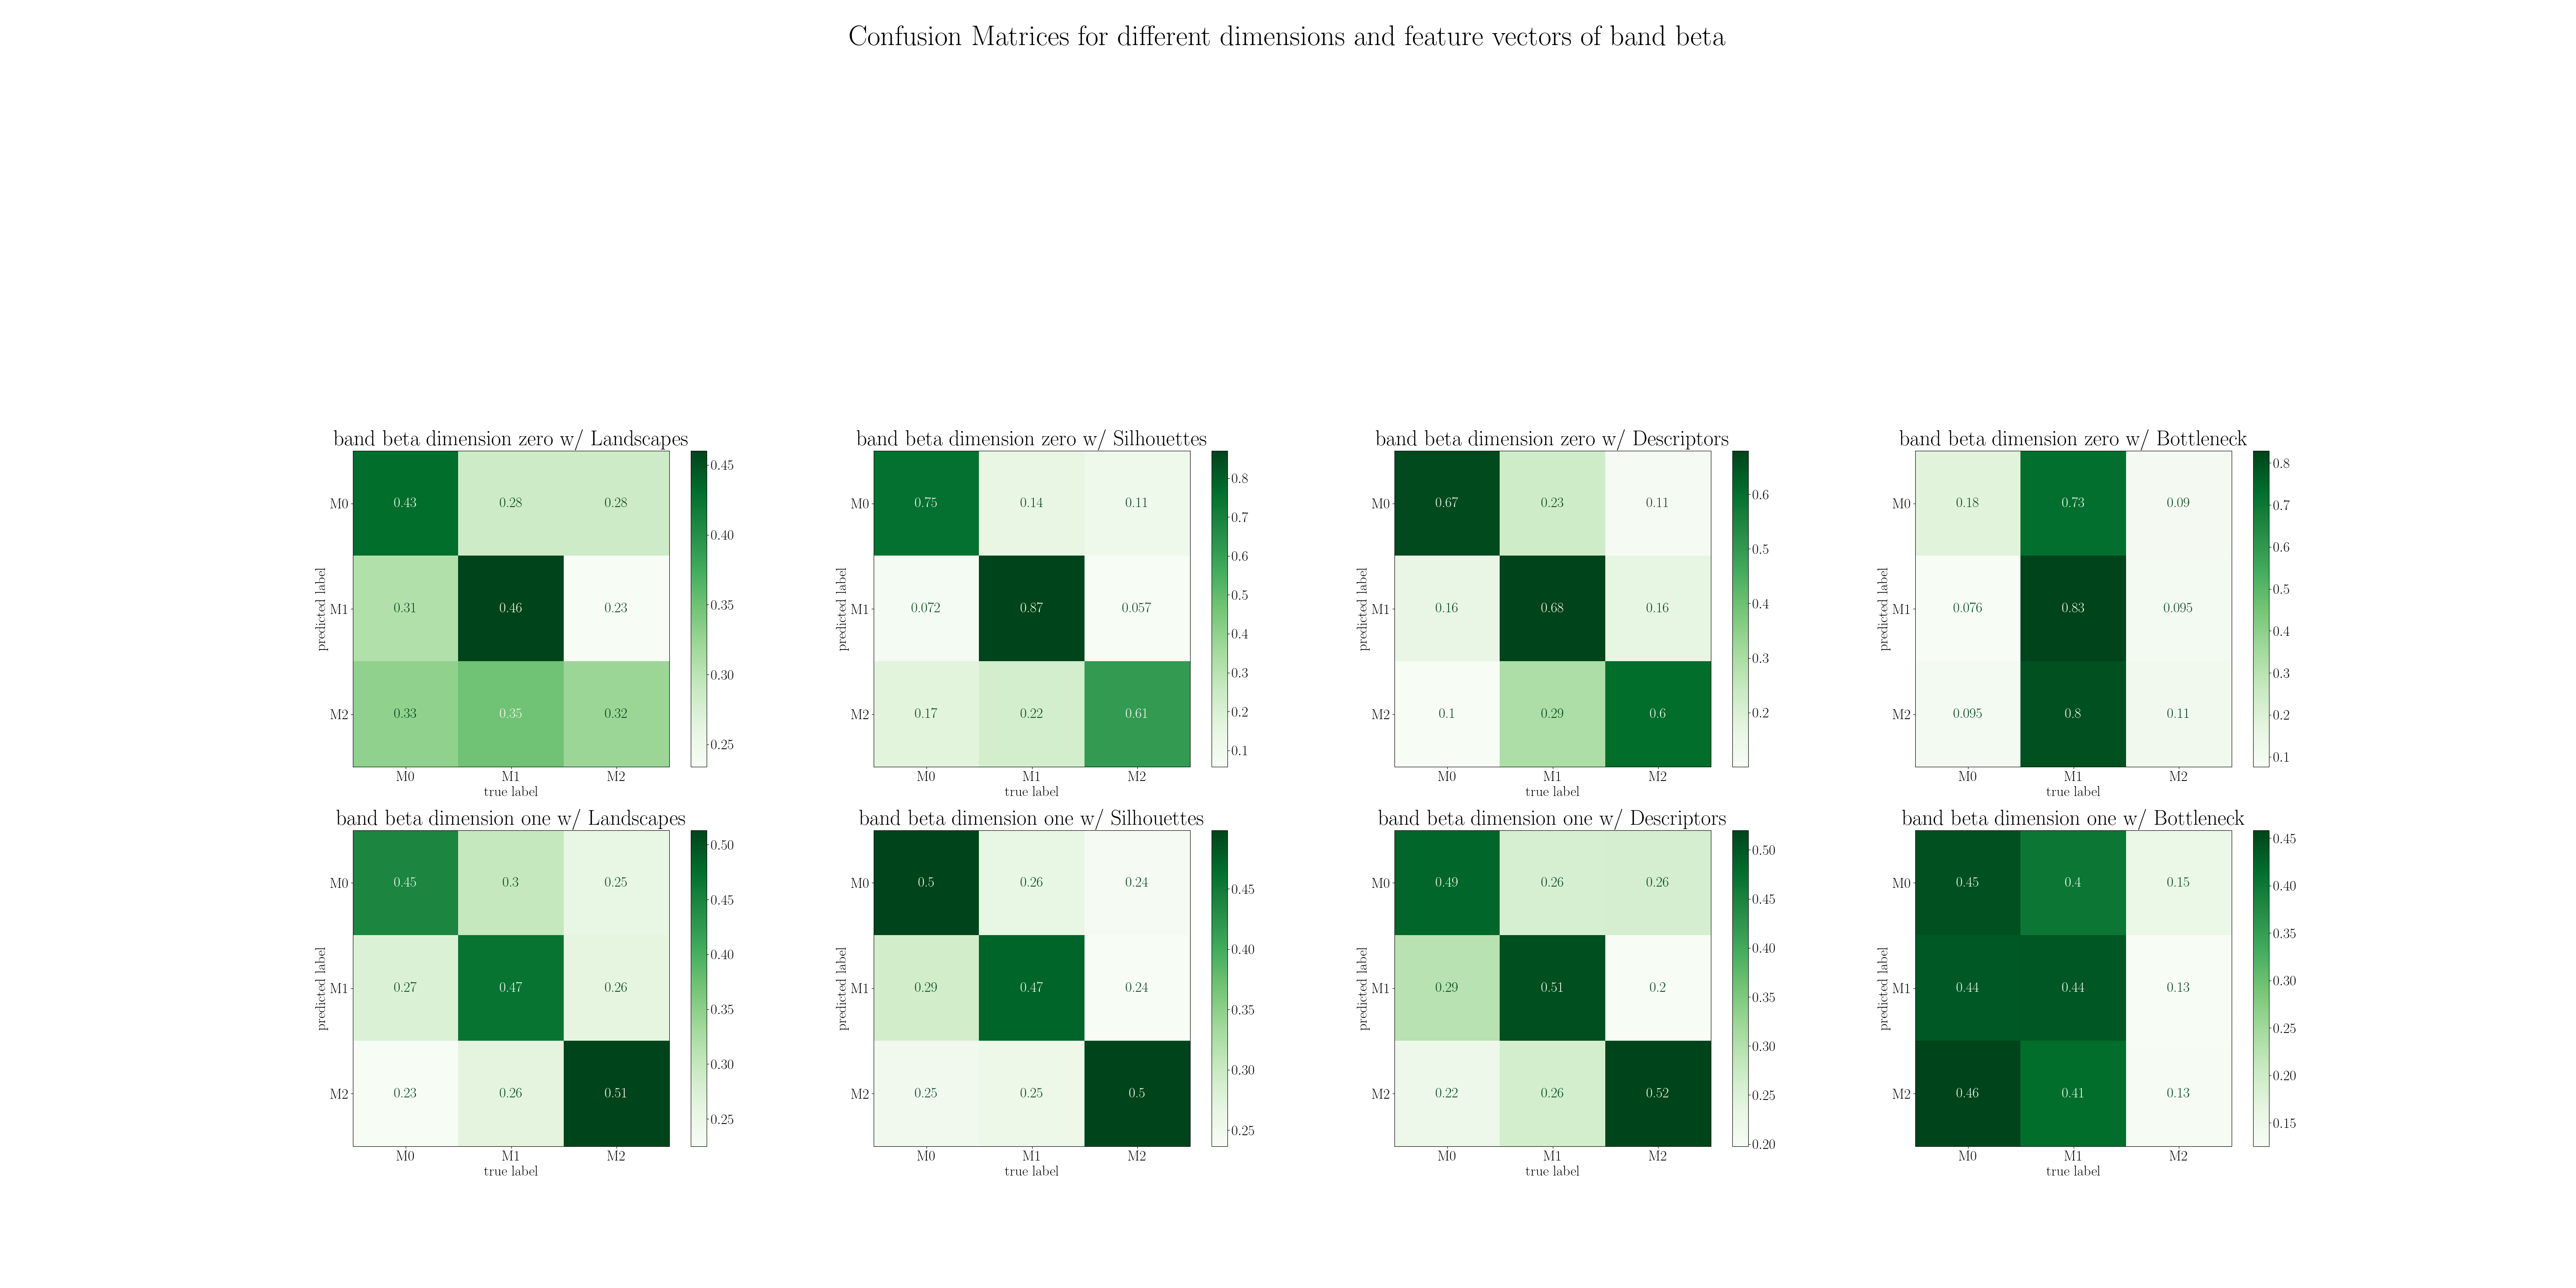 Confusion Matrices for different dimensions and feature vectors of band beta
band beta dimension zero w/ Landscapes
predicted label
M0 0.43 0.28 0.28
M1 0.31 0.46 0.23
M2 0.33 0.35 0.32
M0 M1 M2
true label
0.45
0.40
0.35
0.30
0.25
band beta dimension zero w/ Silhouettes
predicted label
M0 0.75 0.14 0.11
M1 0.072 0.87 0.057
M2 0.17 0.22 0.61
M0 M1 M2
true label
0.8
0.7
0.6
0.5
0.4
0.3
0.2
0.1
band beta dimension zero w/ Descriptors
predicted label
M0 0.67 0.23 0.11
M1 0.16 0.68 0.16
M2 0.1 0.29 0.6
M0 M1 M2
true label
0.6
0.5
0.4
0.3
0.2
band beta dimension zero w/ Bottleneck
predicted label
M0 0.18 0.73 0.09
M1 0.076 0.83 0.095
M2 0.095 0.8 0.11
M0 M1 M2
true label
0.8
0.7
0.6
0.5
0.4
0.3
0.2
0.1
band beta dimension one w/ Landscapes
predicted label
M0 0.45 0.3 0.25
M1 0.27 0.47 0.26
M2 0.23 0.26 0.51
M0 M1 M2
true label
0.50
0.45
0.40
0.35
0.30
0.25
band beta dimension one w/ Silhouettes
predicted label
M0 0.5 0.26 0.24
M1 0.29 0.47 0.24
M2 0.25 0.25 0.5
M0 M1 M2
true label
0.45
0.40
0.35
0.30
0.25
band beta dimension one w/ Descriptors
predicted label
M0 0.49 0.26 0.26
M1 0.29 0.51 0.2
M2 0.22 0.26 0.52
M0 M1 M2
true label
0.50
0.45
0.40
0.35
0.30
0.25
0.20
band beta dimension one w/ Bottleneck
predicted label
M0 0.45 0.4 0.15
M1 0.44 0.44 0.13
M2 0.46 0.41 0.13
M0 M1 M2
true label
0.45
0.40
0.35
0.30
0.25
0.20
0.15